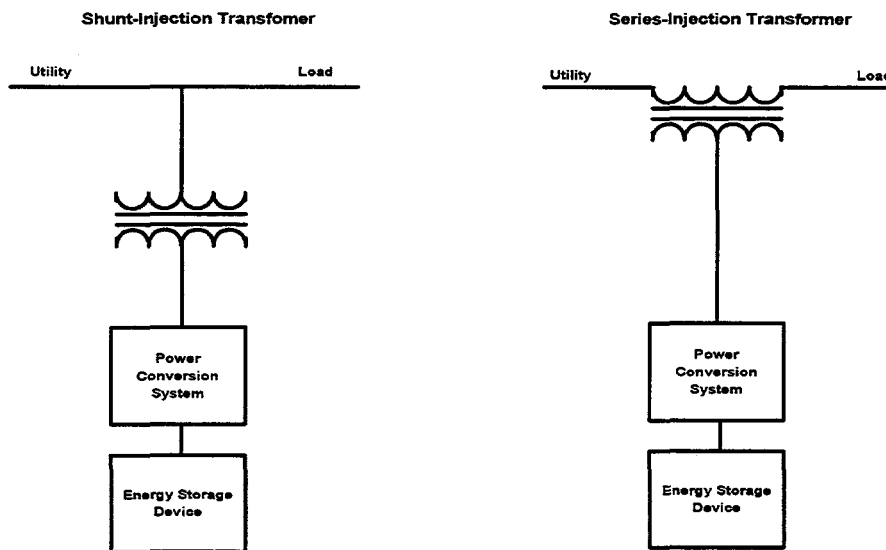 Shunt-Injection Transfomer
Utility
Load
Power
Conversion
System
Energy Storage
Device
Series-Injection Transformer
Utility
Load
Power
Conversion
System
Energy Storage
Device